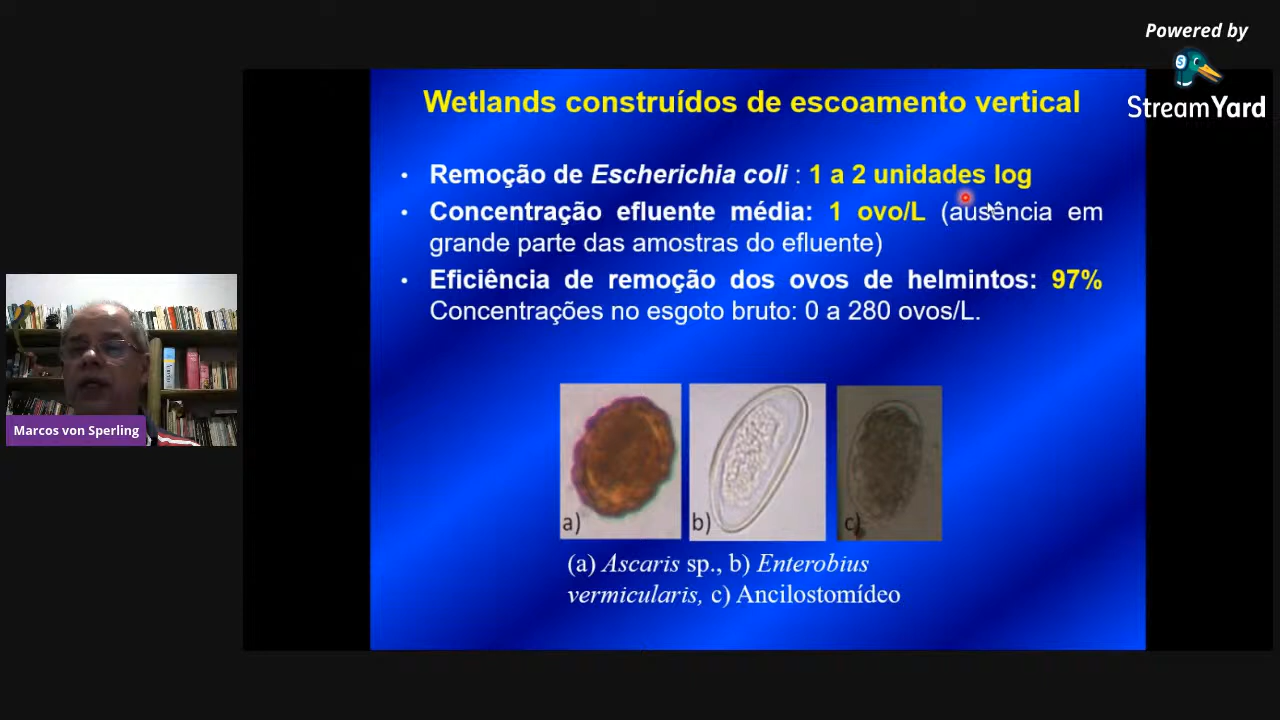 Powered by
StreamYard
Wetlands construídos de escoamento vertical
• Remoção de Escherichia coli : 1 a 2 unidades log
• Concentração efluente média: 1 ovo/L (ausência em
grande parte das amostras do efluente)
• Eficiência de remoção dos ovos de helmintos: 97%
Concentrações no esgoto bruto: 0 a 280 ovos/L.
Marcos von Sperling
a) b) c)
(a) Ascaris sp., b) Enterobius
vermicularis, c) Ancilostomídeo